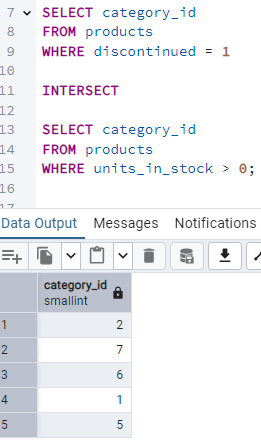 7 SELECT category_id
8 FROM products
9 WHERE discontinued = 1
10
11 INTERSECT
12
13 SELECT category_id
14 FROM products
15 WHERE units_in_stock > 0;
16
Data Output Messages Notifications
category_id
smallint
1 2
2 7
3 6
4 1
5 5